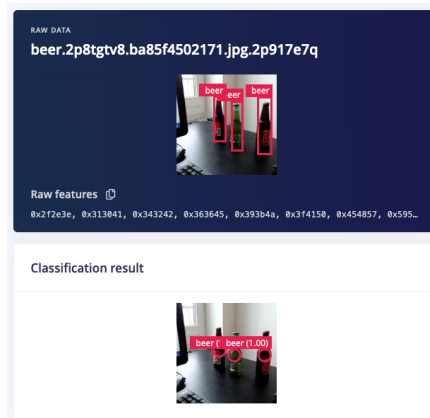 RAW DATA
beer.2p8tgtv8.ba85f4502171.jpg.2p917e7q
beer
beer
beer
Raw features
0x2f2e3e, 0x313041, 0x343242, 0x363645, 0x393b4a, 0x3f4150, 0x454857, 0x595…
Classification result
beer (
beer (1.00)